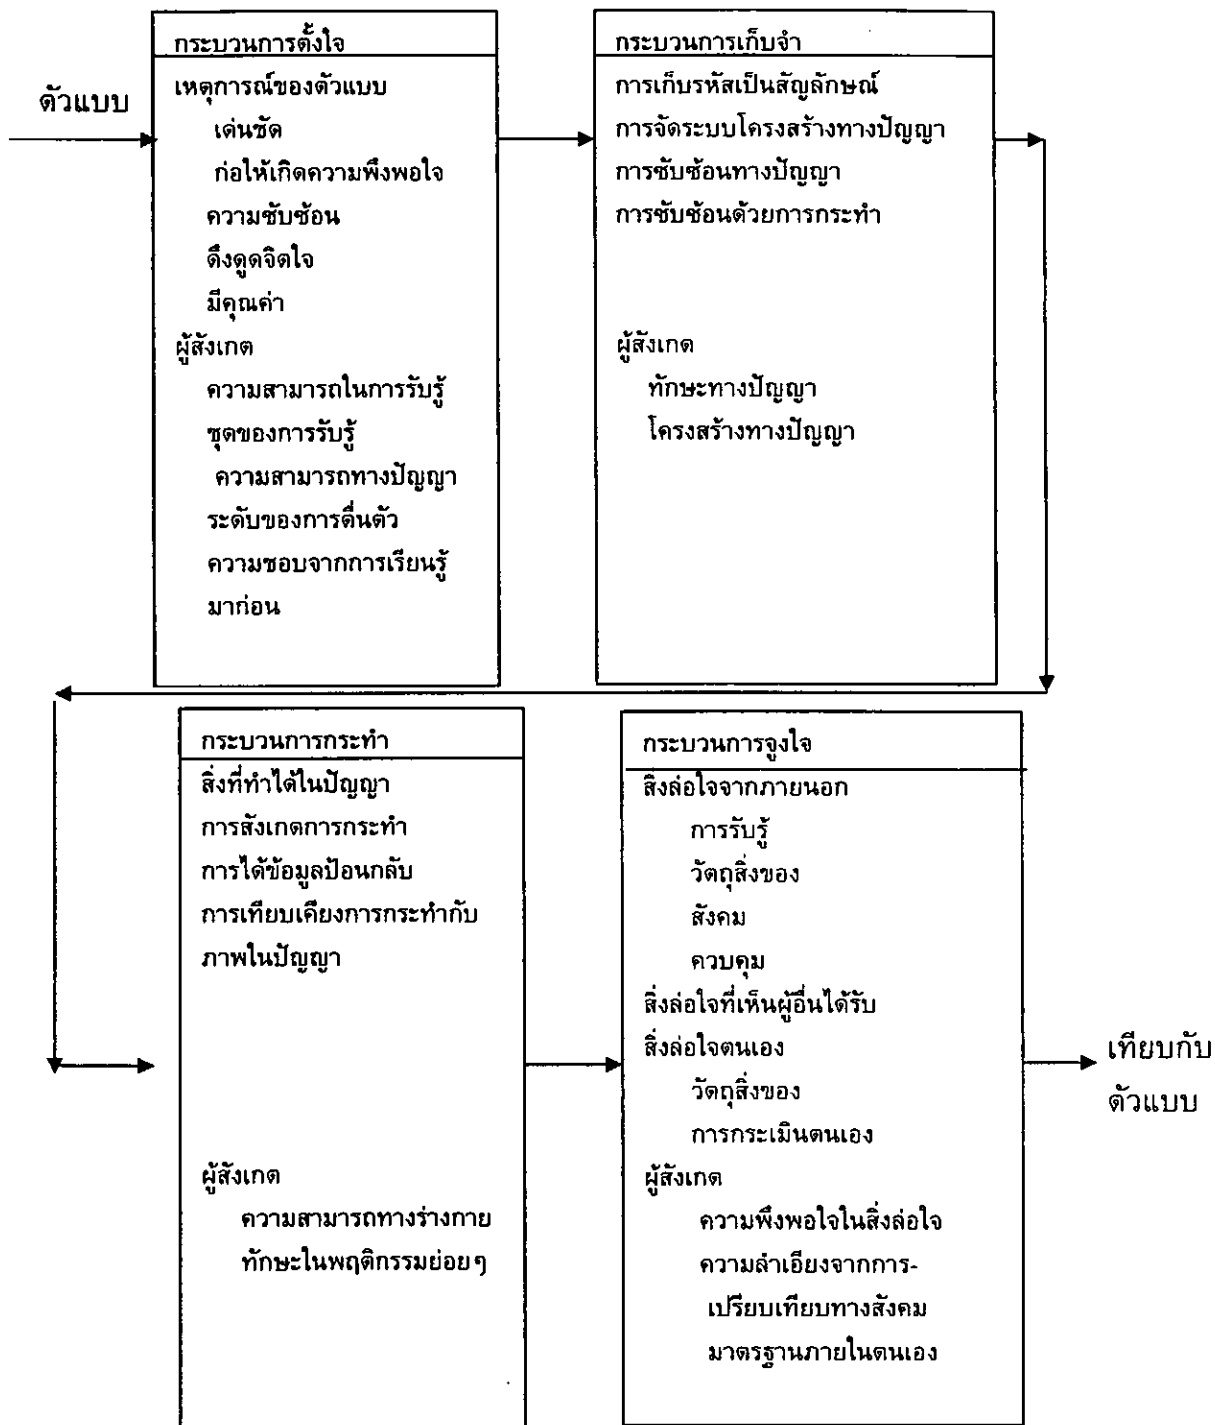 ตัวแบบ
กระบวนการตั้งใจ
เหตุการณ์ของตัวแบบ
เด่นชัด
ก่อให้เกิดความพึงพอใจ
ความซับซ้อน
ดึงดูดจิตใจ
มีคุณค่า
ผู้สังเกต
ความสามารถในการรับรู้
ชุดของการรับรู้
ความสามารถทางปัญญา
ระดับของการตื่นตัว
ความชอบจากการเรียนรู้
มาก่อน
กระบวนการเก็บจำ
การเก็บรหัสเป็นสัญลักษณ์
การจัดระบบโครงสร้างทางปัญญา
การซับซ้อนทางปัญญา
การซับซ้อนด้วยการกระทำ
ผู้สังเกต
ทักษะทางปัญญา
โครงสร้างทางปัญญา
กระบวนการกระทำ
สิ่งที่ทำได้ในปัญญา
การสังเกตการกระทำ
การได้ข้อมูลป้อนกลับ
การเทียบเคียงการกระทำกับ
ภาพในปัญญา
ผู้สังเกต
ความสามารถทางร่างกาย
ทักษะในพฤติกรรมย่อยๆ
กระบวนการจูงใจ
สิ่งล่อใจจากภายนอก
การรับรู้
วัตถุสิ่งของ
สังคม
ควบคุม
สิ่งล่อใจที่เห็นผู้อื่นได้รับ
สิ่งล่อใจตนเอง
วัตถุสิ่งของ
การกระเมินตนเอง
ผู้สังเกต
ความพึงพอใจในสิ่งล่อใจ
ความลำเอียงจากการ-
เปรียบเทียบทางสังคม
มาตรฐานภายในตนเอง
เทียบกับ
ตัวแบบ